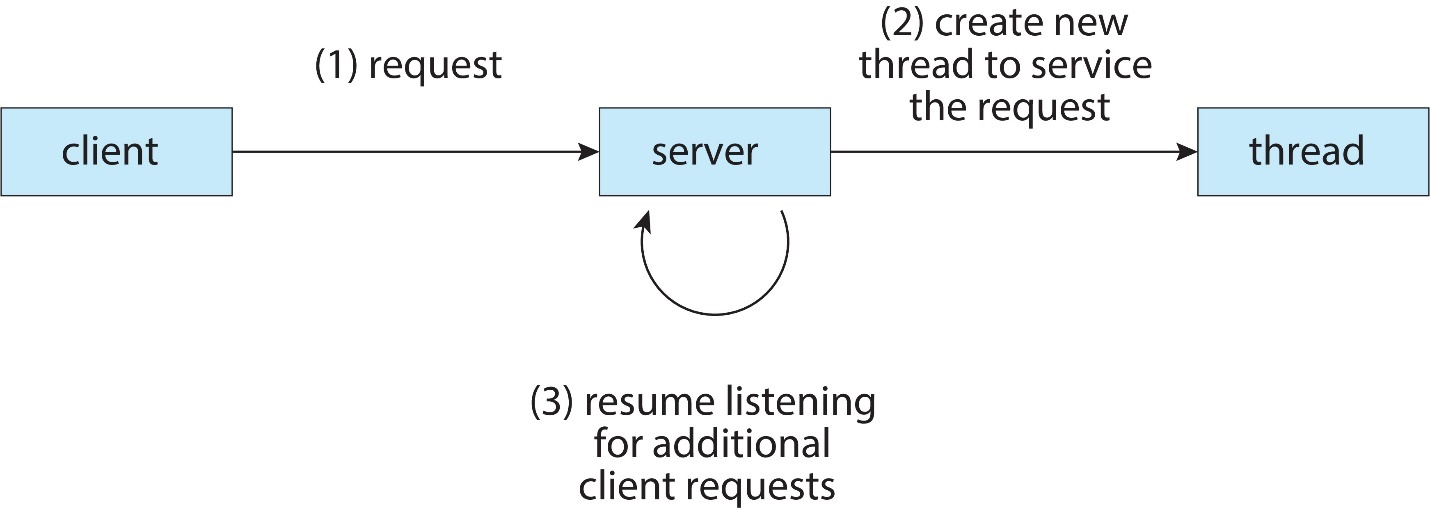 (1) request
(2) create new
thread to service
the request
client
server
thread
(3) resume listening
for additional
client requests